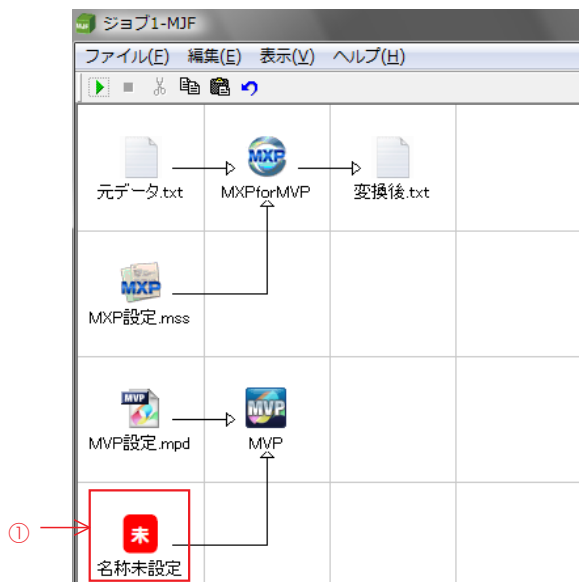 ジョブ1-MJF
ファイル(F) 編集(E) 表示(V) ヘルプ(H)
MXP
元データ.txt MXPforMVP 変換後.txt
MXP
MXP設定.mss
MVP MVP
MVP設定.mpd MVP
① 未
名称未設定